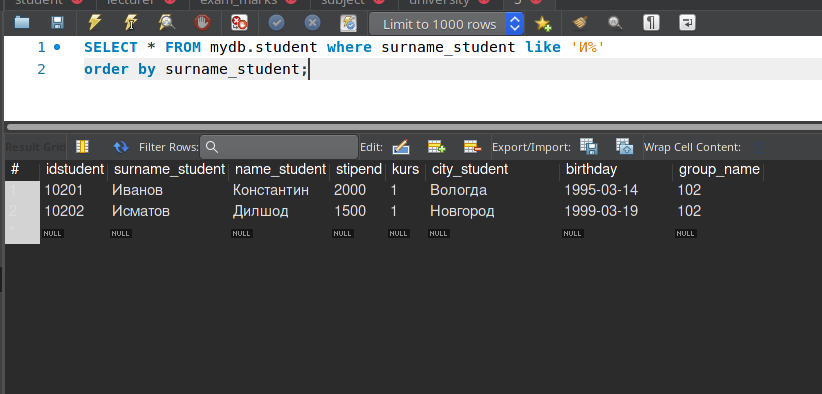 student lecturer exam_marks subject university
Limit to 1000 rows
1 SELECT * FROM mydb.student where surname_student like 'И%'
2 order by surname_student;
Result Grid Filter Rows: Edit: Export/Import: Wrap Cell Content:
# idstudent surname_student name_student stipend kurs city_student birthday group_name
1 10201 Иванов Константин 2000 1 Вологда 1995-03-14 102
2 10202 Исматов Дилшод 1500 1 Новгород 1999-03-19 102
* NULL NULL NULL NULL NULL NULL NULL NULL